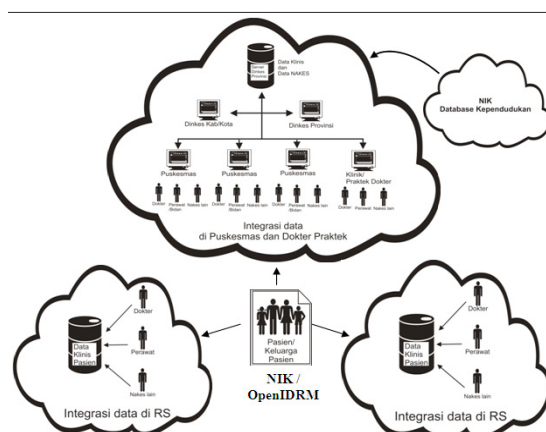 Server
Dinkes
Provinsi
Data Klinis
dan
Data NAKES
NIK
Database Kependudukan
Dinkes Kab/Kota
Dinkes Provinsi
Puskesmas
Puskesmas
Puskesmas
Klinik/
Praktek Dokter
Dokter
Perawat
/Bidan
Nakes lain
Dokter
Perawat
/Bidan
Nakes lain
Dokter
Perawat
/Bidan
Nakes lain
Dokter
Perawat
Nakes lain
Integrasi data
di Puskesmas dan Dokter Praktek
Dokter
Data
Klinis
Pasien
Perawat
Nakes lain
Integrasi data di RS
Pasien/
Keluarga
Pasien
NIK /
OpenIDRM
Dokter
Data
Klinis
Pasien
Perawat
Nakes lain
Integrasi data di RS